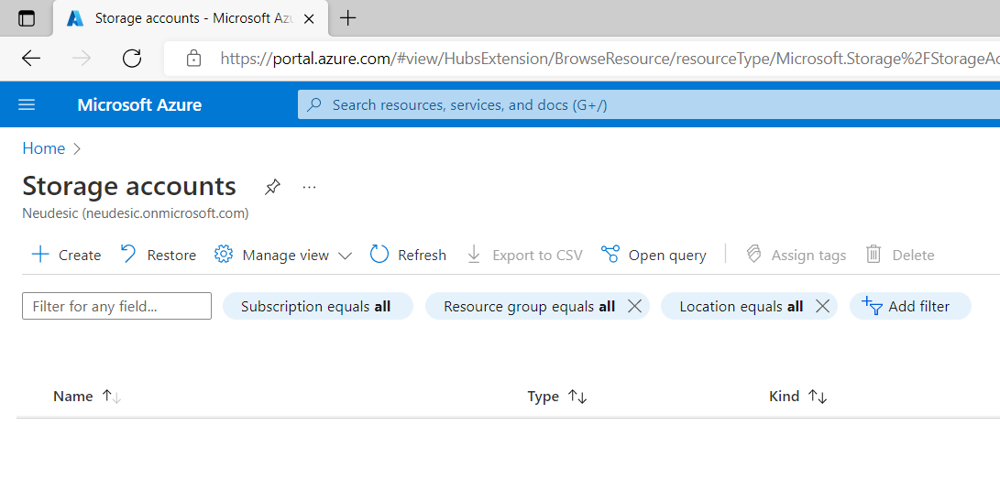 Storage accounts - Microsoft Azu
https://portal.azure.com/#view/HubsExtension/BrowseResource/resourceType/Microsoft.Storage%2FStorageAc
Microsoft Azure
Search resources, services, and docs (G+/)
Home
Storage accounts
Neudesic (neudesic.onmicrosoft.com)
Create Restore Manage view Refresh Export to CSV Open query Assign tags Delete
Filter for any field... Subscription equals all Resource group equals all Location equals all Add filter
Name Type Kind